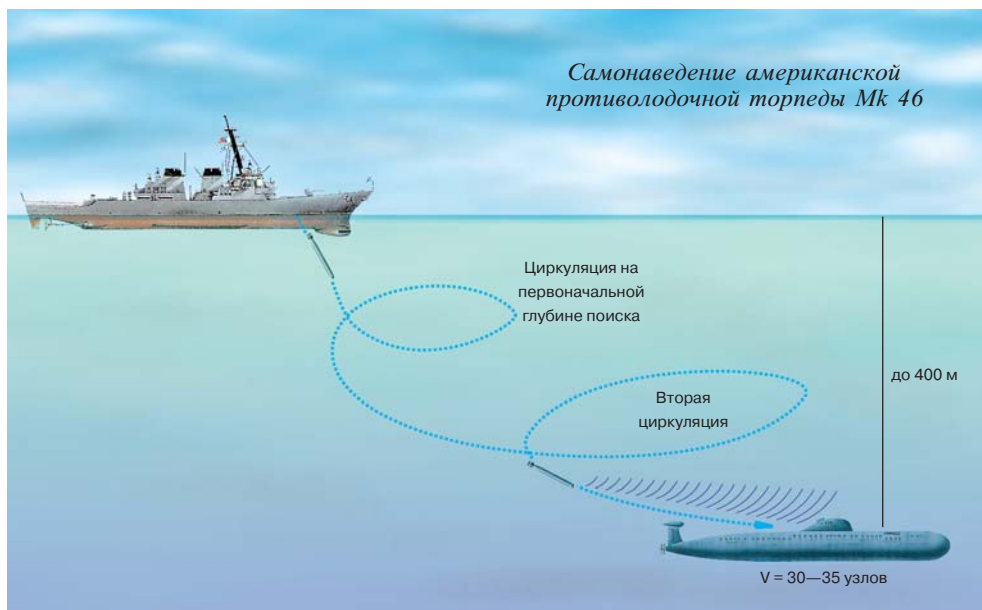 Самонаведение американской
противолодочной торпеды Mk 46
Циркуляция на
первоначальной
глубине поиска
Вторая
циркуляция
до 400 м
V = 30—35 узлов